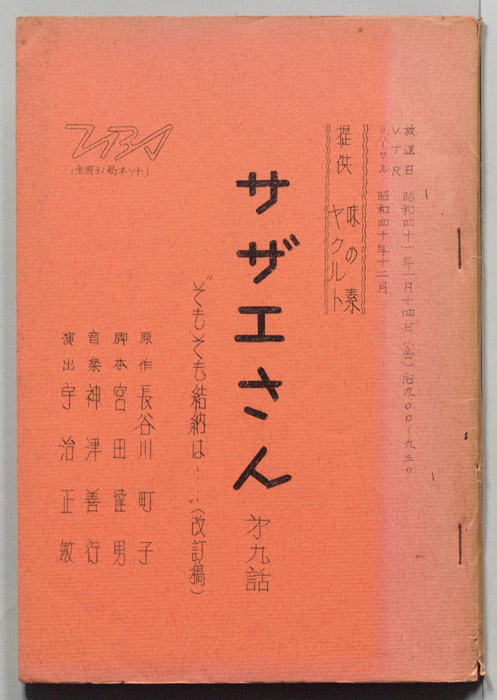 放送日 昭和四十一年一月十四日(金)后九〇〇~九三〇
VTR
リハーサル 昭和四十年十二月
提供 味の素
ヤクルト
サザエさん 才九話
“そもそも結納は……”(改訂稿)
TBS
(全国31局ネット)
原作 長谷川町子
脚本 宮田達男
音楽 神津善行
演出 宇治正敏